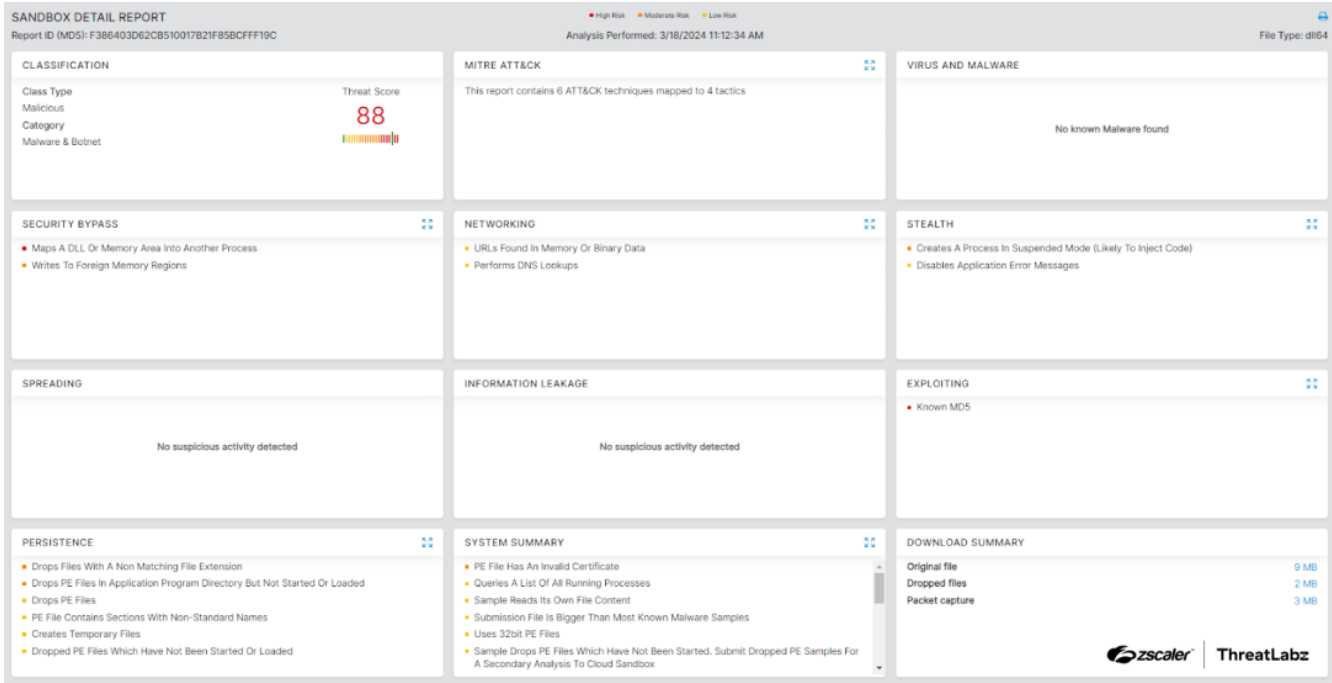 SANDBOX DETAIL REPORT
Report ID (MD5): F386403D62CB510017B21F85BCFFF19C
High Risk Moderate Risk Low Risk
Analysis Performed: 3/18/2024 11:12:34 AM
File Type: dll64
CLASSIFICATION
Class Type
Malicious
Category
Malware & Botnet
Threat Score
88
MITRE ATT&CK
This report contains 6 ATT&CK techniques mapped to 4 tactics
VIRUS AND MALWARE
No known Malware found
SECURITY BYPASS
• Maps A DLL Or Memory Area Into Another Process
• Writes To Foreign Memory Regions
NETWORKING
• URLs Found In Memory Or Binary Data
• Performs DNS Lookups
STEALTH
• Creates A Process In Suspended Mode (Likely To Inject Code)
• Disables Application Error Messages
SPREADING
No suspicious activity detected
INFORMATION LEAKAGE
No suspicious activity detected
EXPLOITING
• Known MD5
PERSISTENCE
• Drops Files With A Non Matching File Extension
• Drops PE Files In Application Program Directory But Not Started Or Loaded
• Drops PE Files
• PE File Contains Sections With Non-Standard Names
• Creates Temporary Files
• Dropped PE Files Which Have Not Been Started Or Loaded
SYSTEM SUMMARY
• PE File Has An Invalid Certificate
• Queries A List Of All Running Processes
• Sample Reads Its Own File Content
• Submission File Is Bigger Than Most Known Malware Samples
• Uses 32bit PE Files
• Sample Drops PE Files Which Have Not Been Started. Submit Dropped PE Samples For
A Secondary Analysis To Cloud Sandbox
DOWNLOAD SUMMARY
Original file 9 MB
Dropped files 2 MB
Packet capture 3 MB
zscaler ThreatLabz